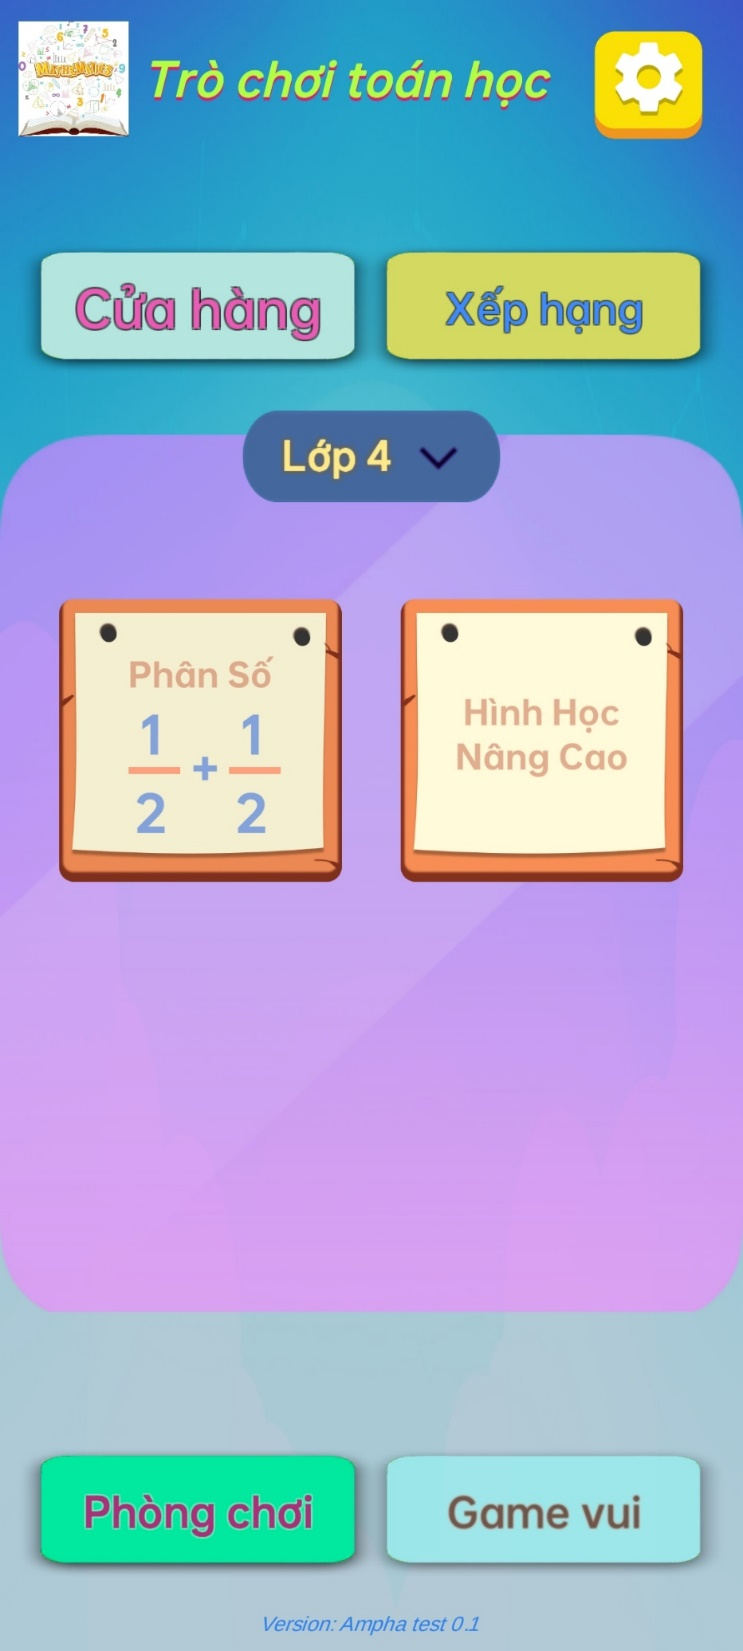 Trò chơi toán học
Cửa hàng
Xếp hạng
Lớp 4
Phân Số
1/2 + 1/2
Hình Học
Nâng Cao
Phòng chơi
Game vui
Version: Ampha test 0.1